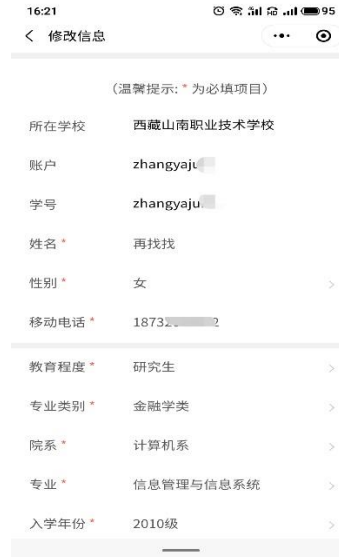 16:21
95
修改信息
(温馨提示: * 为必填项目)
所在学校 西藏山南职业技术学校
账户 zhangyaju
学号 zhangyaju
姓名 * 再找找
性别 * 女
移动电话 * 1873
教育程度 * 研究生
专业类别 * 金融学类
院系 * 计算机系
专业 * 信息管理与信息系统
入学年份 * 2010级